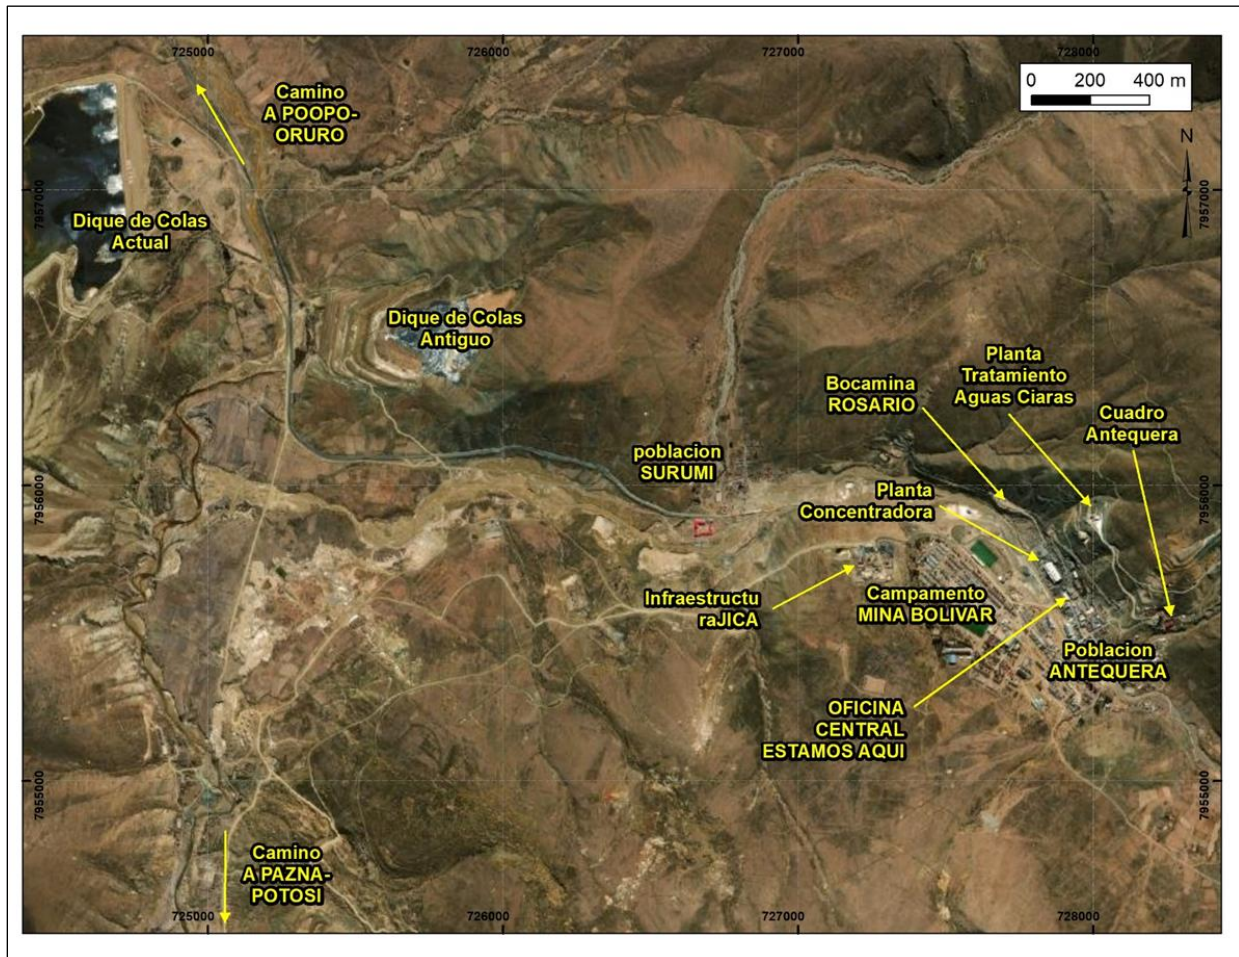 725000
726000
727000
728000
0 200 400 m
N
Camino
A POOPO-
ORURO
7957000
7957000
Dique de Colas
Actual
Dique de Colas
Antiguo
Planta
Tratamiento
Aguas Claras
Bocamina
ROSARIO
Cuadro
Antequera
poblacion
SURUMI
7956000
7956000
Planta
Concentradora
Infraestructu
raJICA
Campamento
MINA BOLIVAR
Poblacion
ANTEQUERA
OFICINA
CENTRAL
ESTAMOS AQUI
7955000
7955000
Camino
A PAZNA-
POTOSI
725000
726000
727000
728000